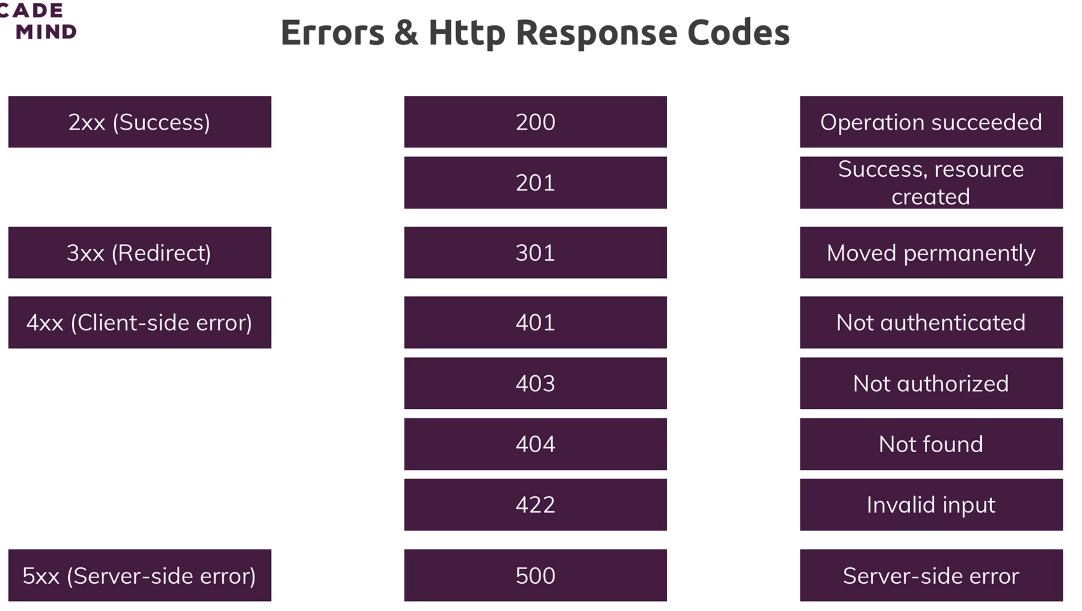 CADE
MIND
Errors & Http Response Codes
2xx (Success)
200
Operation succeeded
201
Success, resource
created
3xx (Redirect)
301
Moved permanently
4xx (Client-side error)
401
Not authenticated
403
Not authorized
404
Not found
422
Invalid input
5xx (Server-side error)
500
Server-side error